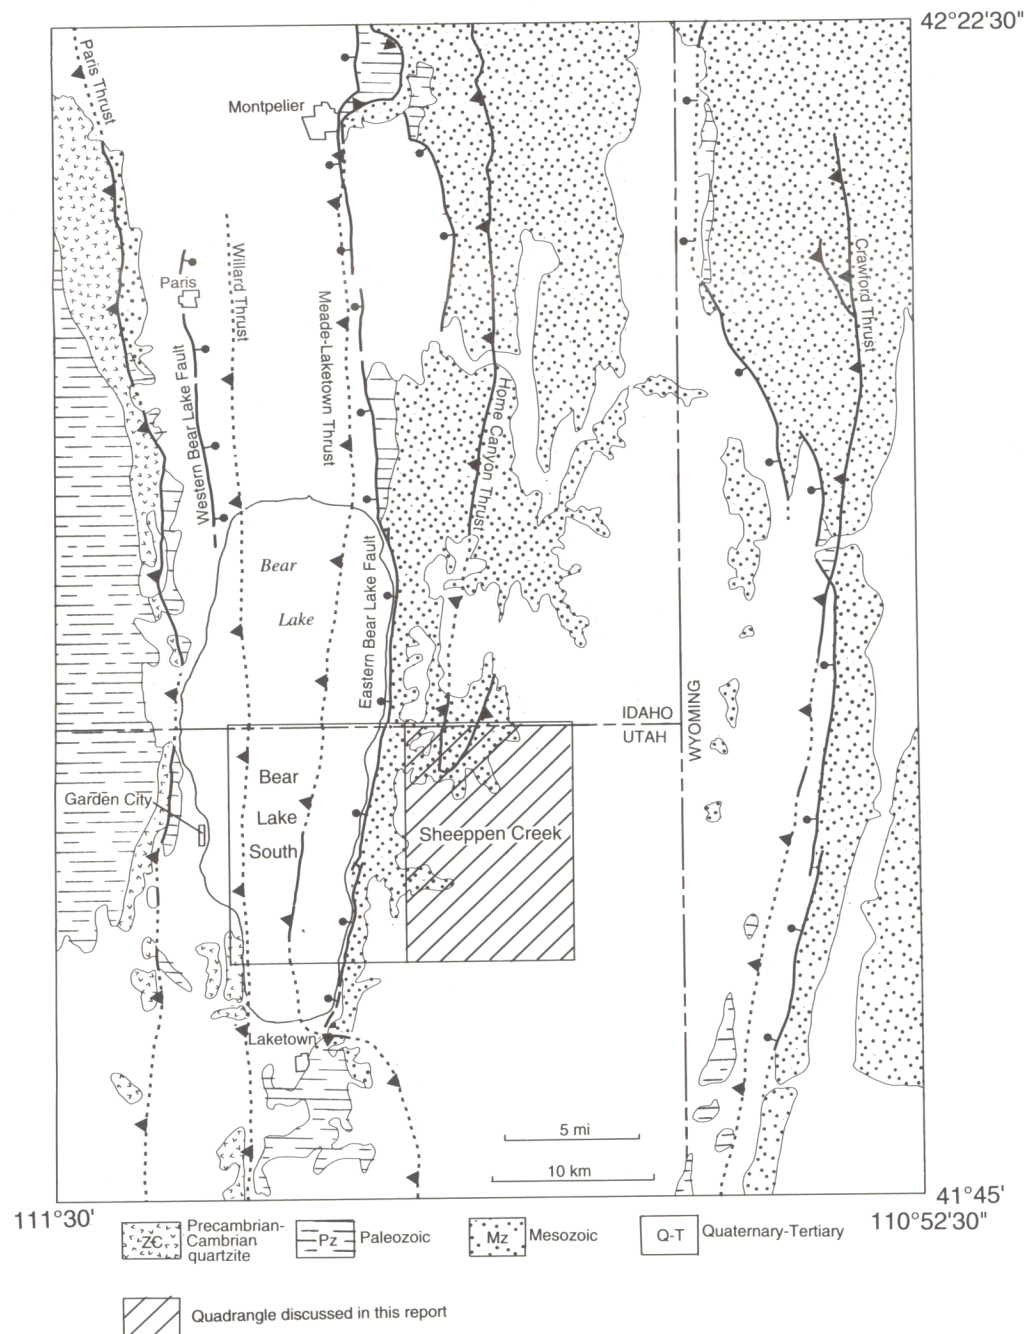 42°22'30"
Paris Thrust
Montpelier
Paris
Willard Thrust
Western Bear Lake Fault
Meade-Laketown Thrust
Home Canyon Thrust
Crawford Thrust
Bear
Lake
Eastern Bear Lake Fault
IDAHO
UTAH
WYOMING
Garden City
Bear
Lake
South
Sheeppen Creek
Laketown
5 mi
10 km
41°45'
111°30'
110°52'30"
ZC
Precambrian-
Cambrian
quartzite
Pz
Paleozoic
Mz
Mesozoic
Q-T
Quaternary-Tertiary
Quadrangle discussed in this report